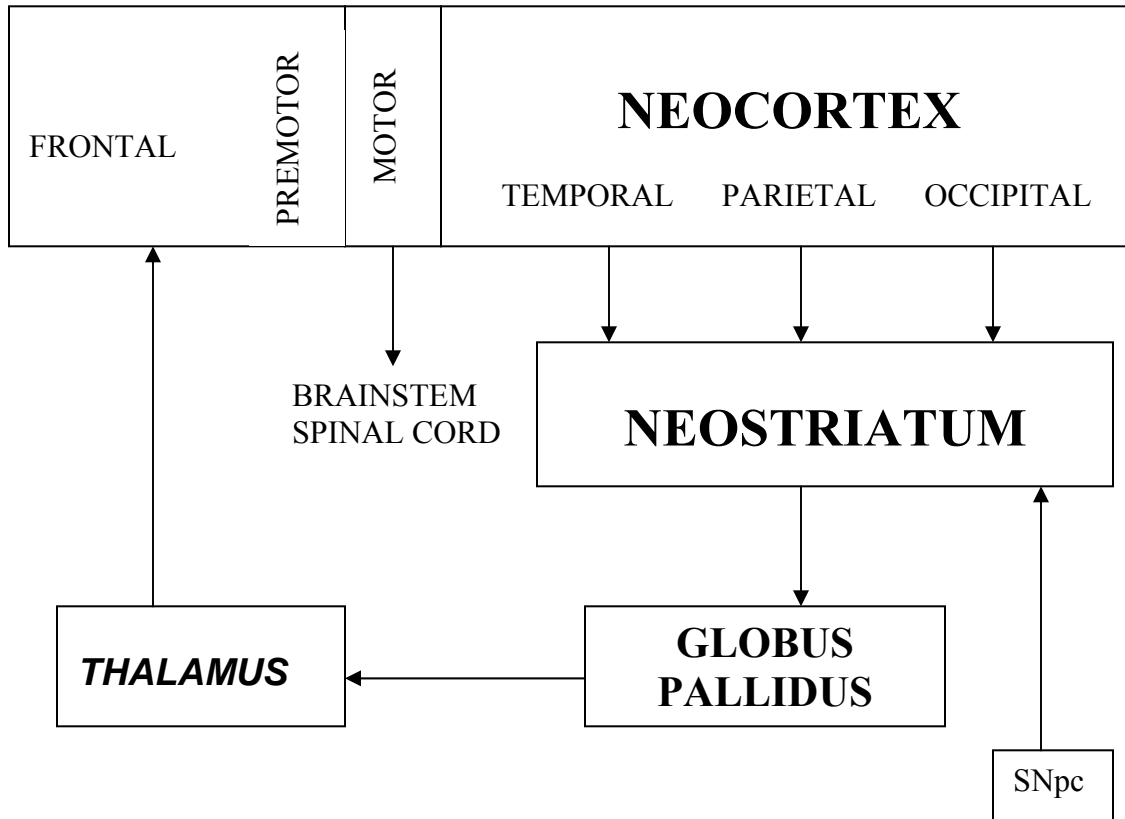 NEOCORTEX
FRONTAL
PREMOTOR
MOTOR
TEMPORAL PARIETAL OCCIPITAL
BRAINSTEM
SPINAL CORD
NEOSTRIATUM
THALAMUS
GLOBUS
PALLIDUS
SNpc